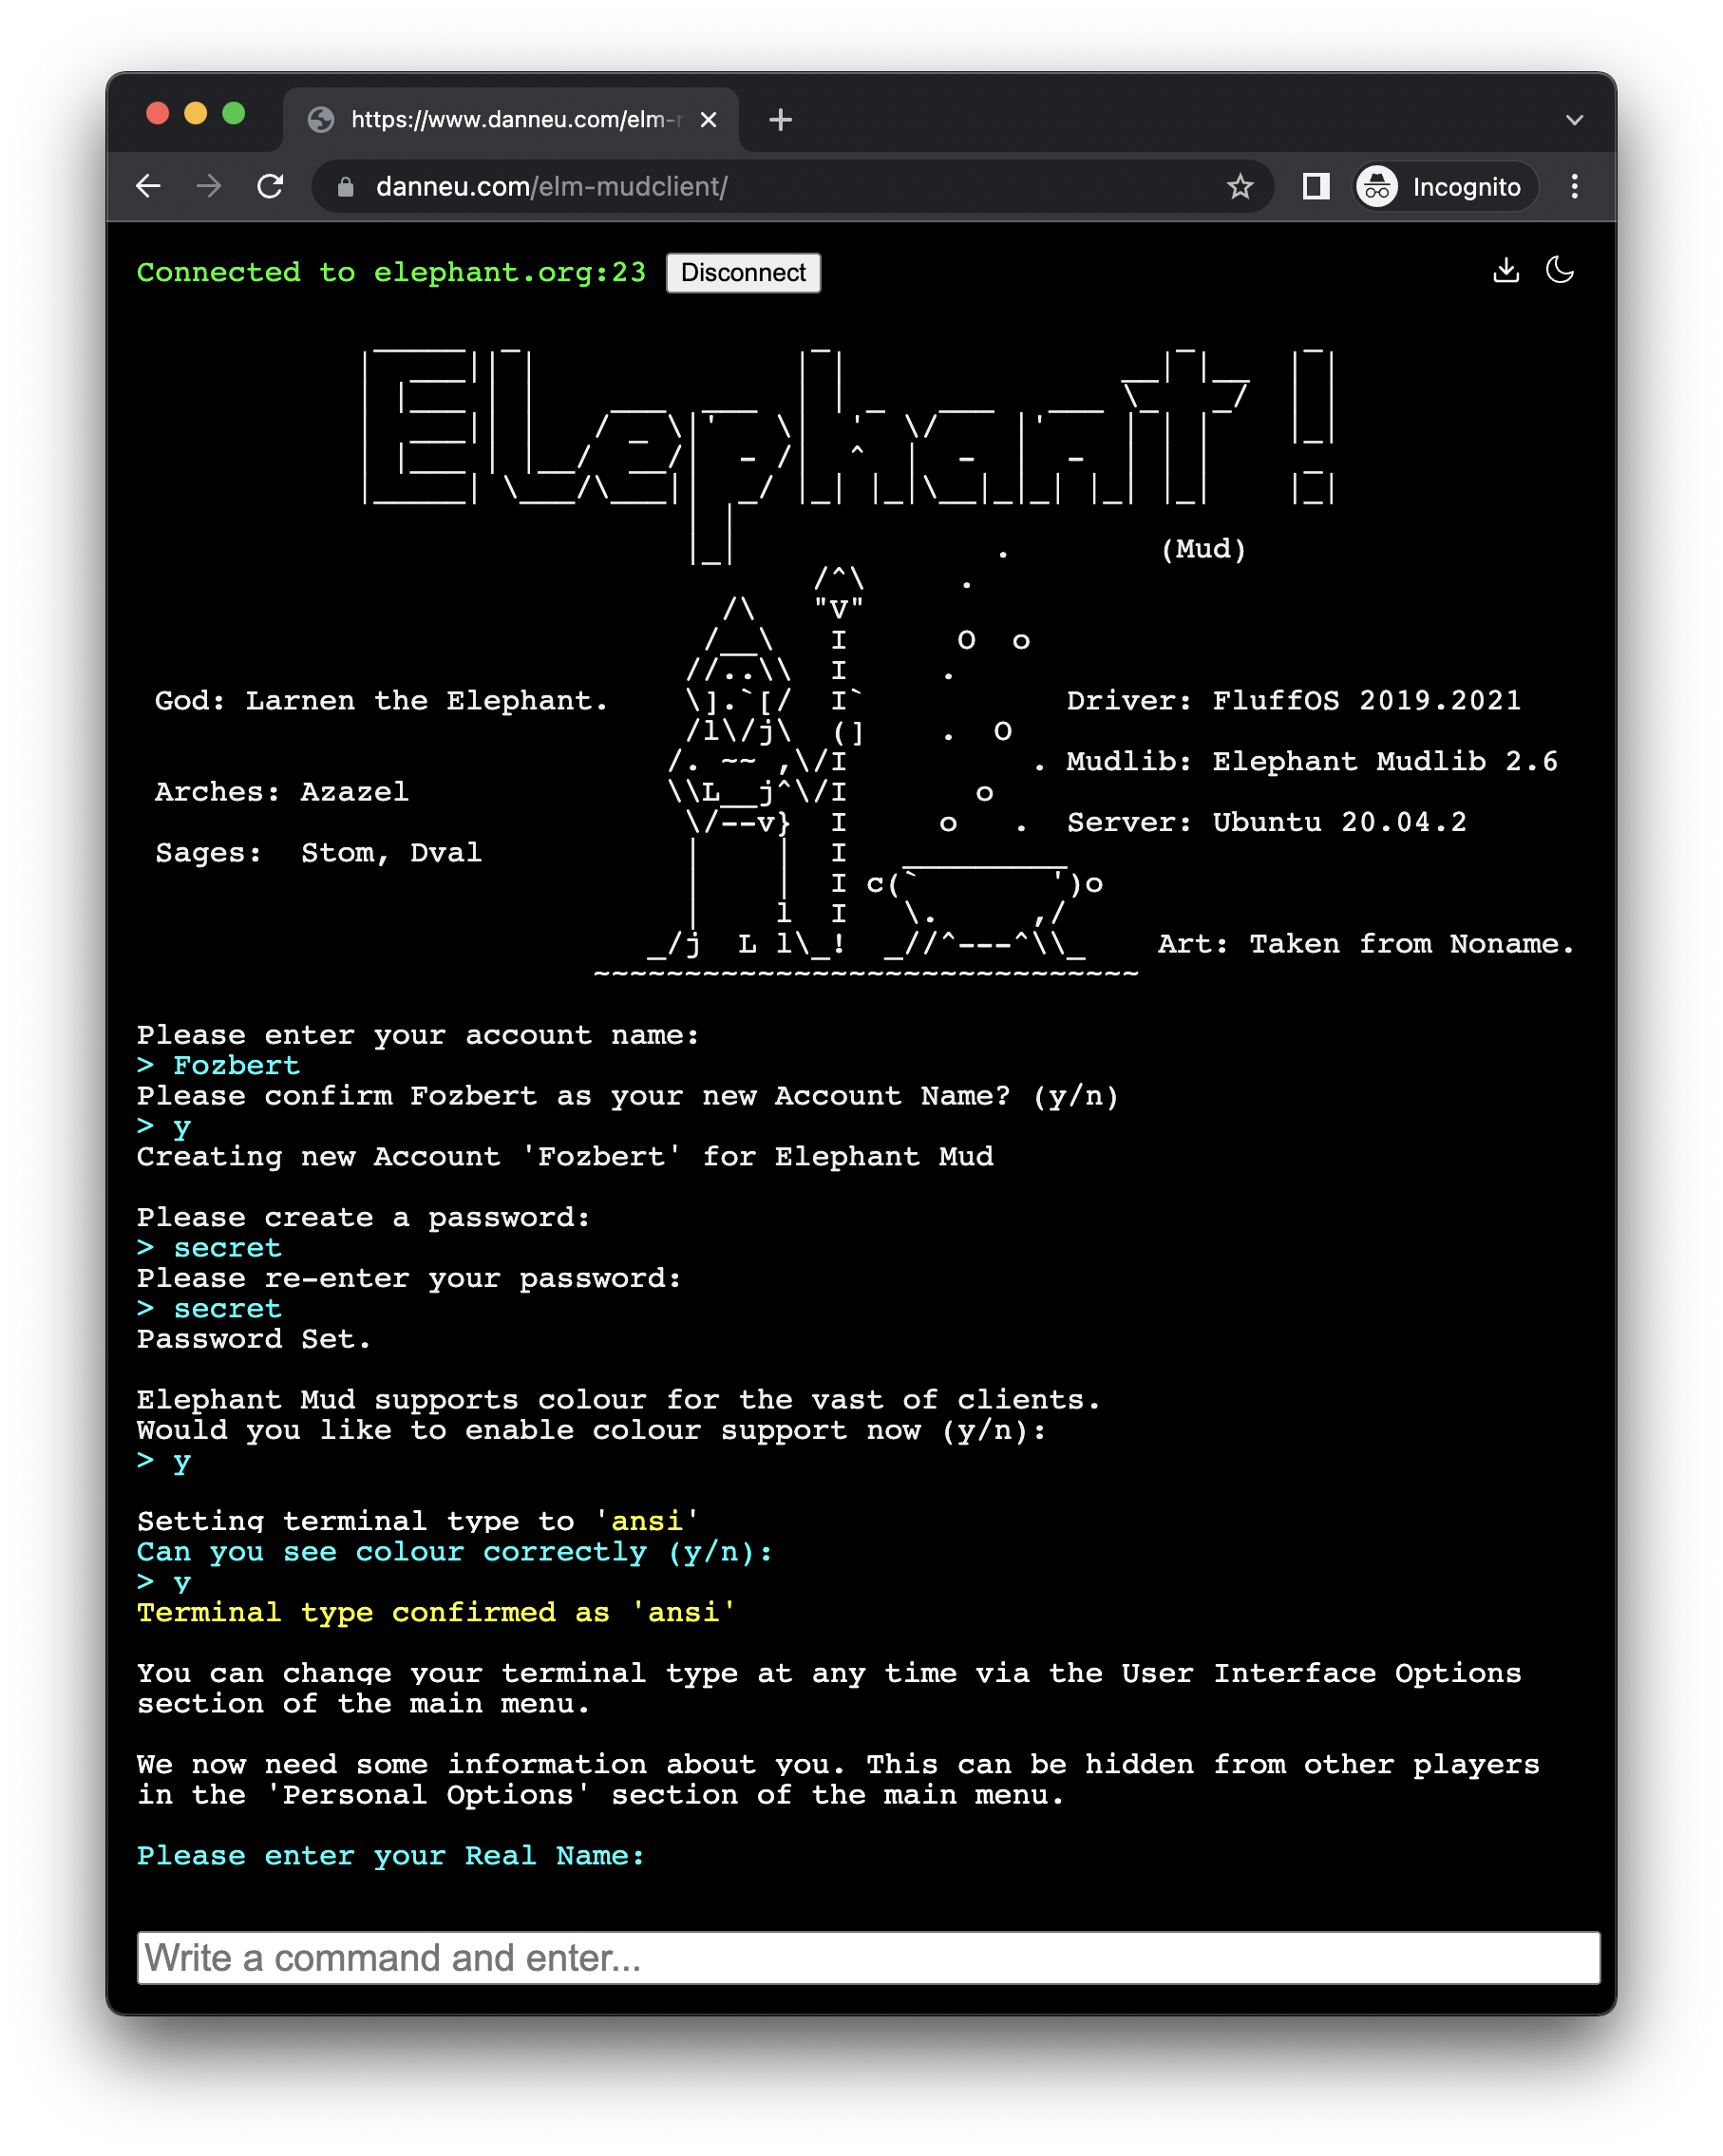 https://www.danneu.com/elm-
danneu.com/elm-mudclient/
Incognito
Connected to elephant.org:23 Disconnect
Elephant !
(Mud)
God: Larnen the Elephant.
Driver: FluffOS 2019.2021
Mudlib: Elephant Mudlib 2.6
Arches: Azazel
Server: Ubuntu 20.04.2
Sages:  Stom, Dval
Art: Taken from Noname.
Please enter your account name:
> Fozbert
Please confirm Fozbert as your new Account Name? (y/n)
> y
Creating new Account 'Fozbert' for Elephant Mud
Please create a password:
> secret
Please re-enter your password:
> secret
Password Set.
Elephant Mud supports colour for the vast of clients.
Would you like to enable colour support now (y/n):
> y
Setting terminal type to 'ansi'
Can you see colour correctly (y/n):
> y
Terminal type confirmed as 'ansi'
You can change your terminal type at any time via the User Interface Options
section of the main menu.
We now need some information about you. This can be hidden from other players
in the 'Personal Options' section of the main menu.
Please enter your Real Name:
Write a command and enter...